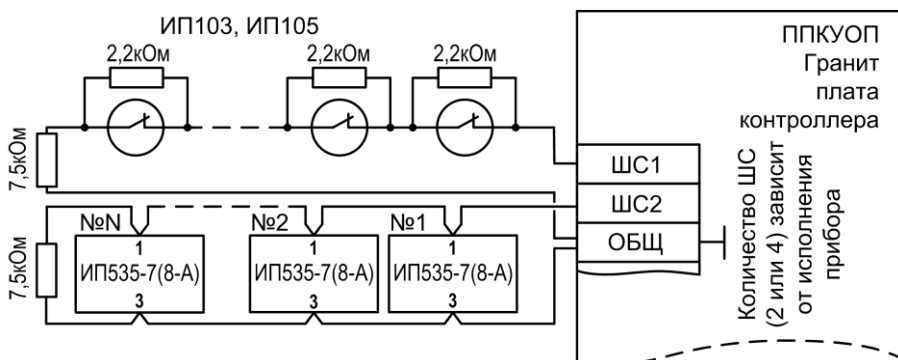 ИП103, ИП105
2,2кОм
2,2кОм
2,2кОм
7,5кОм
ППКУОП
Гранит
плата
контроллера
ШС1
ШС2
ОБЩ
Количество ШС
(2 или 4) зависит
от исполнения
прибора
7,5кОм
№N
№2
№1
1
1
1
ИП535-7(8-А)
ИП535-7(8-А)
ИП535-7(8-А)
3
3
3